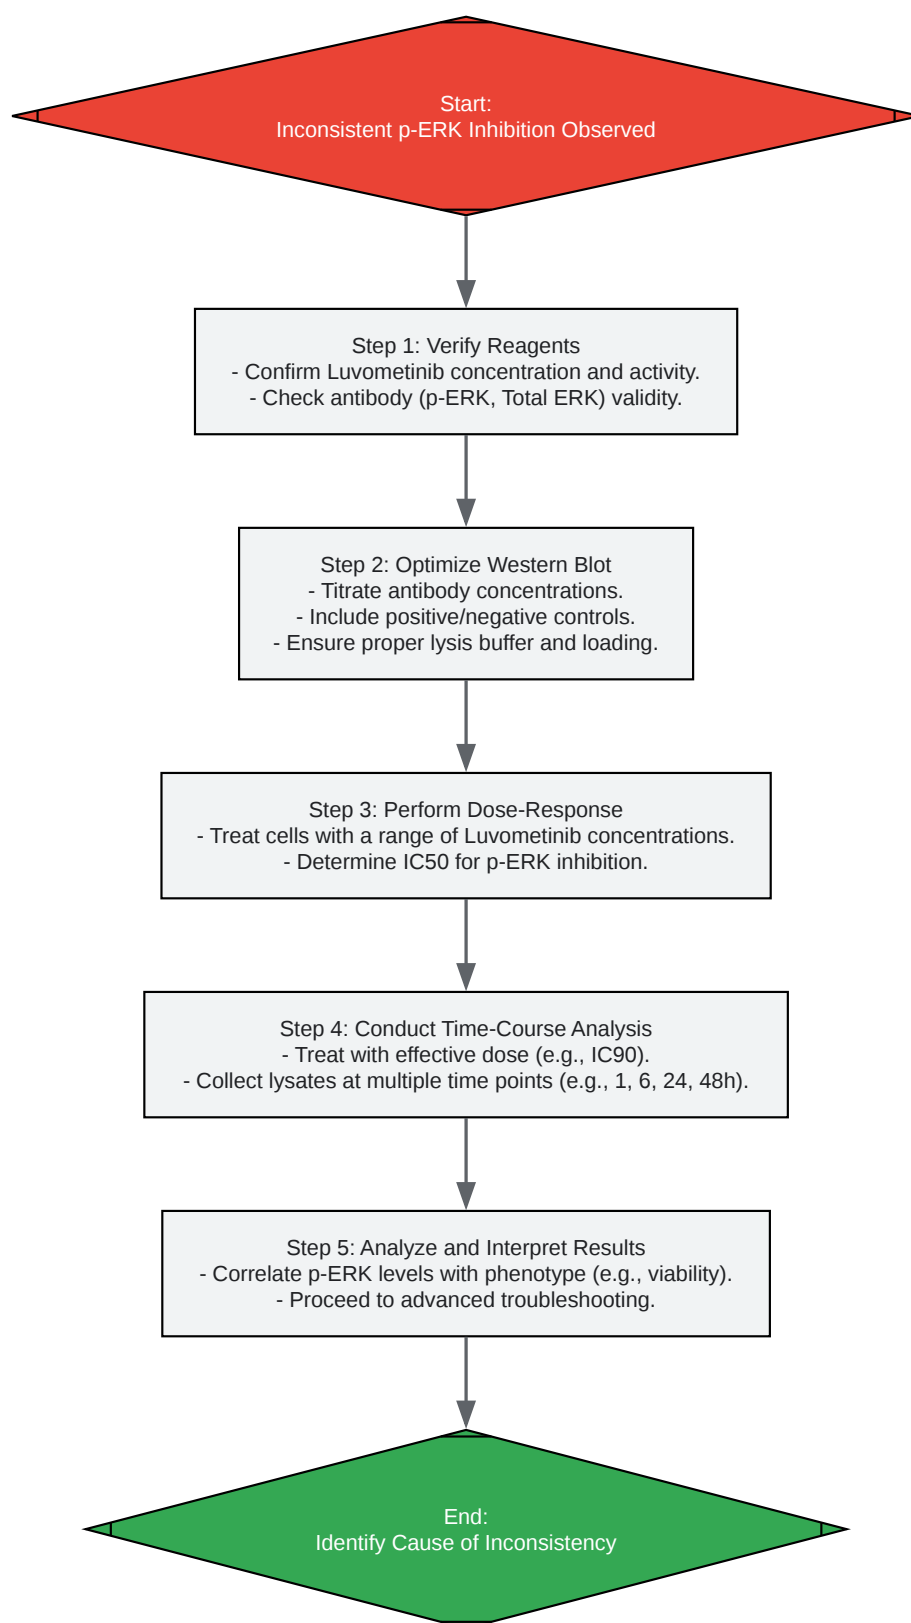 Start:
Inconsistent p-ERK Inhibition Observed
Step 1: Verify Reagents
- Confirm Luvometinib concentration and activity.
- Check antibody (p-ERK, Total ERK) validity.
Step 2: Optimize Western Blot
- Titrate antibody concentrations.
- Include positive/negative controls.
- Ensure proper lysis buffer and loading.
Step 3: Perform Dose-Response
- Treat cells with a range of Luvometinib concentrations.
- Determine IC50 for p-ERK inhibition.
Step 4: Conduct Time-Course Analysis
- Treat with effective dose (e.g., IC90).
- Collect lysates at multiple time points (e.g., 1, 6, 24, 48h).
Step 5: Analyze and Interpret Results
- Correlate p-ERK levels with phenotype (e.g., viability).
- Proceed to advanced troubleshooting.
End:
Identify Cause of Inconsistency